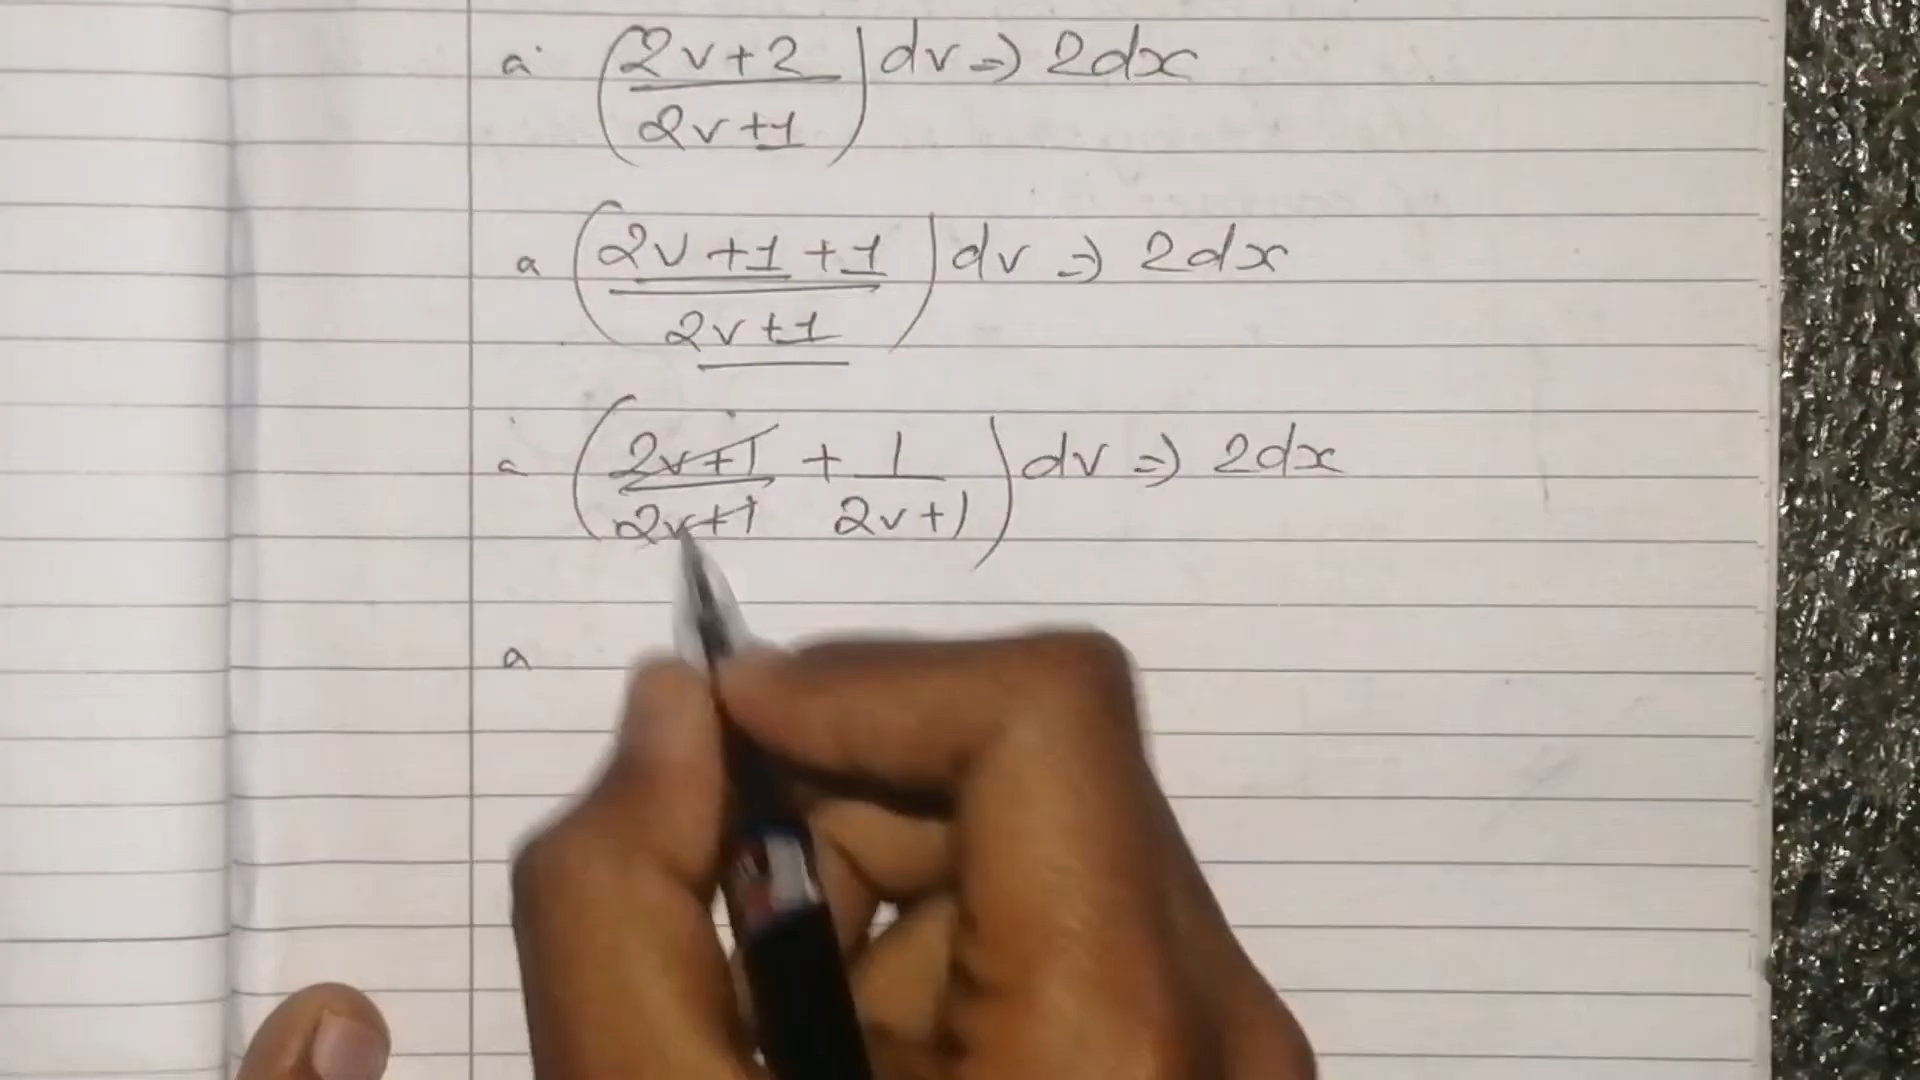 a (2v+2/2v+1) dv => 2dx
a (2v+1+1/2v+1) dv => 2dx
a (2v+1/2v+1 + 1/2v+1) dv => 2dx
a